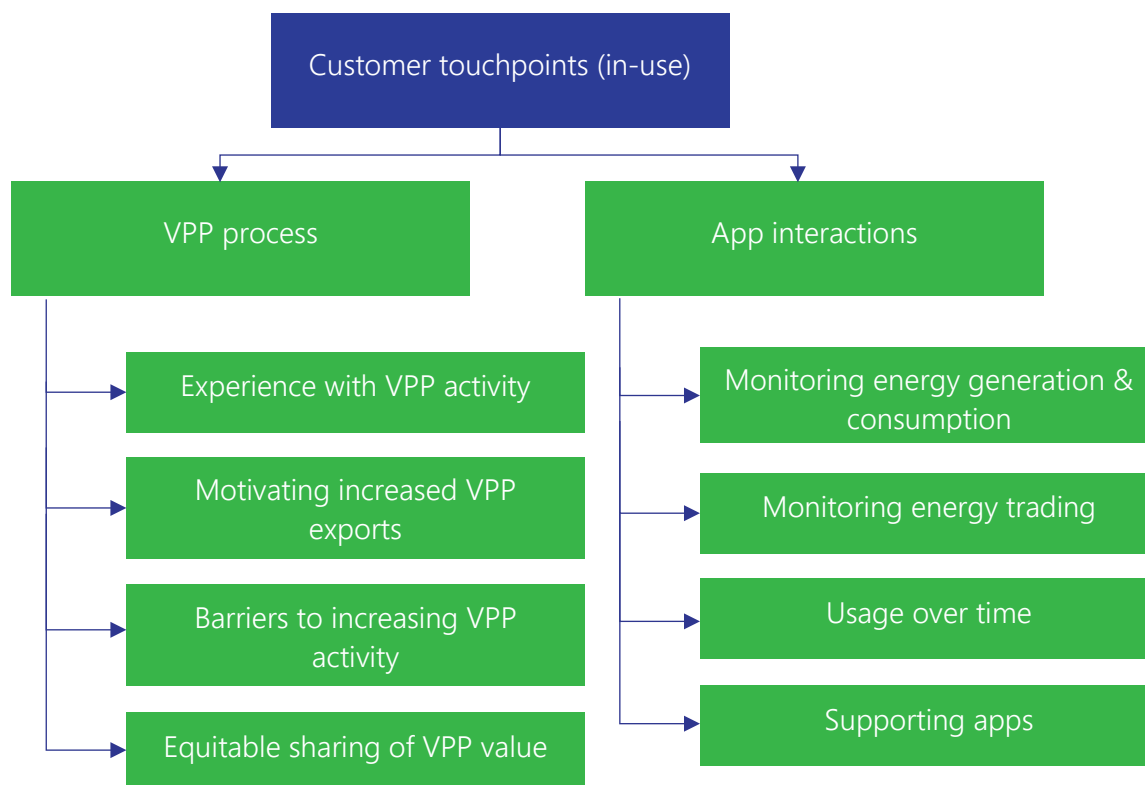 Customer touchpoints (in-use)
VPP process
Experience with VPP activity
Motivating increased VPP
exports
Barriers to increasing VPP
activity
Equitable sharing of VPP value
App interactions
Monitoring energy generation &
consumption
Monitoring energy trading
Usage over time
Supporting apps